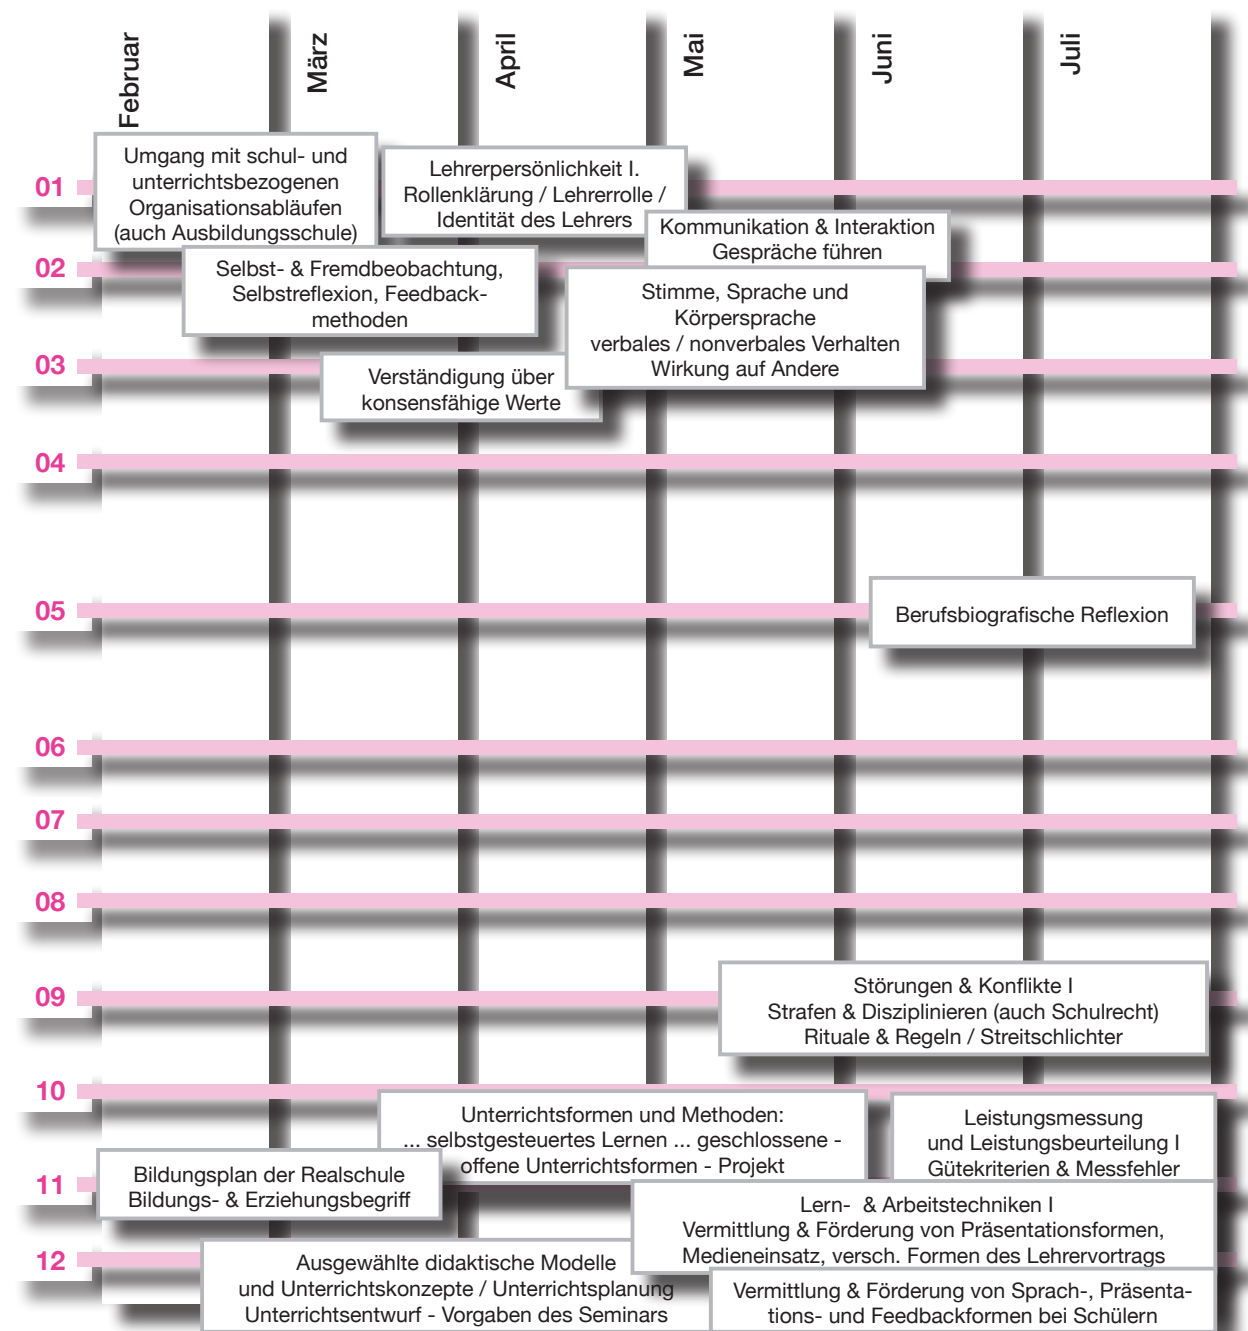 Februar
März
April
Mai
Juni
Juli
01
Umgang mit schul- und
unterrichtsbezogenen
Organisationsabläufen
(auch Ausbildungsschule)
Lehrerpersönlichkeit I.
Rollenklärung / Lehrerrolle /
Identität des Lehrers
Kommunikation & Interaktion
Gespräche führen
02
Selbst- & Fremdbeobachtung,
Selbstreflexion, Feedback-
methoden
Stimme, Sprache und
Körpersprache
verbales / nonverbales Verhalten
Wirkung auf Andere
03
Verständigung über
konsensfähige Werte
04
05
Berufsbiografische Reflexion
06
07
08
09
Störungen & Konflikte I
Strafen & Disziplinieren (auch Schulrecht)
Rituale & Regeln / Streitschlichter
10
Unterrichtsformen und Methoden:
... selbstgesteuertes Lernen ... geschlossene -
offene Unterrichtsformen - Projekt
Leistungsmessung
und Leistungsbeurteilung I
Gütekriterien & Messfehler
11
Bildungsplan der Realschule
Bildungs- & Erziehungsbegriff
Lern- & Arbeitstechniken I
Vermittlung & Förderung von Präsentationsformen,
Medieneinsatz, versch. Formen des Lehrervortrags
12
Ausgewählte didaktische Modelle
und Unterrichtskonzepte / Unterrichtsplanung
Unterrichtsentwurf - Vorgaben des Seminars
Vermittlung & Förderung von Sprach-, Präsenta-
tions- und Feedbackformen bei Schülern